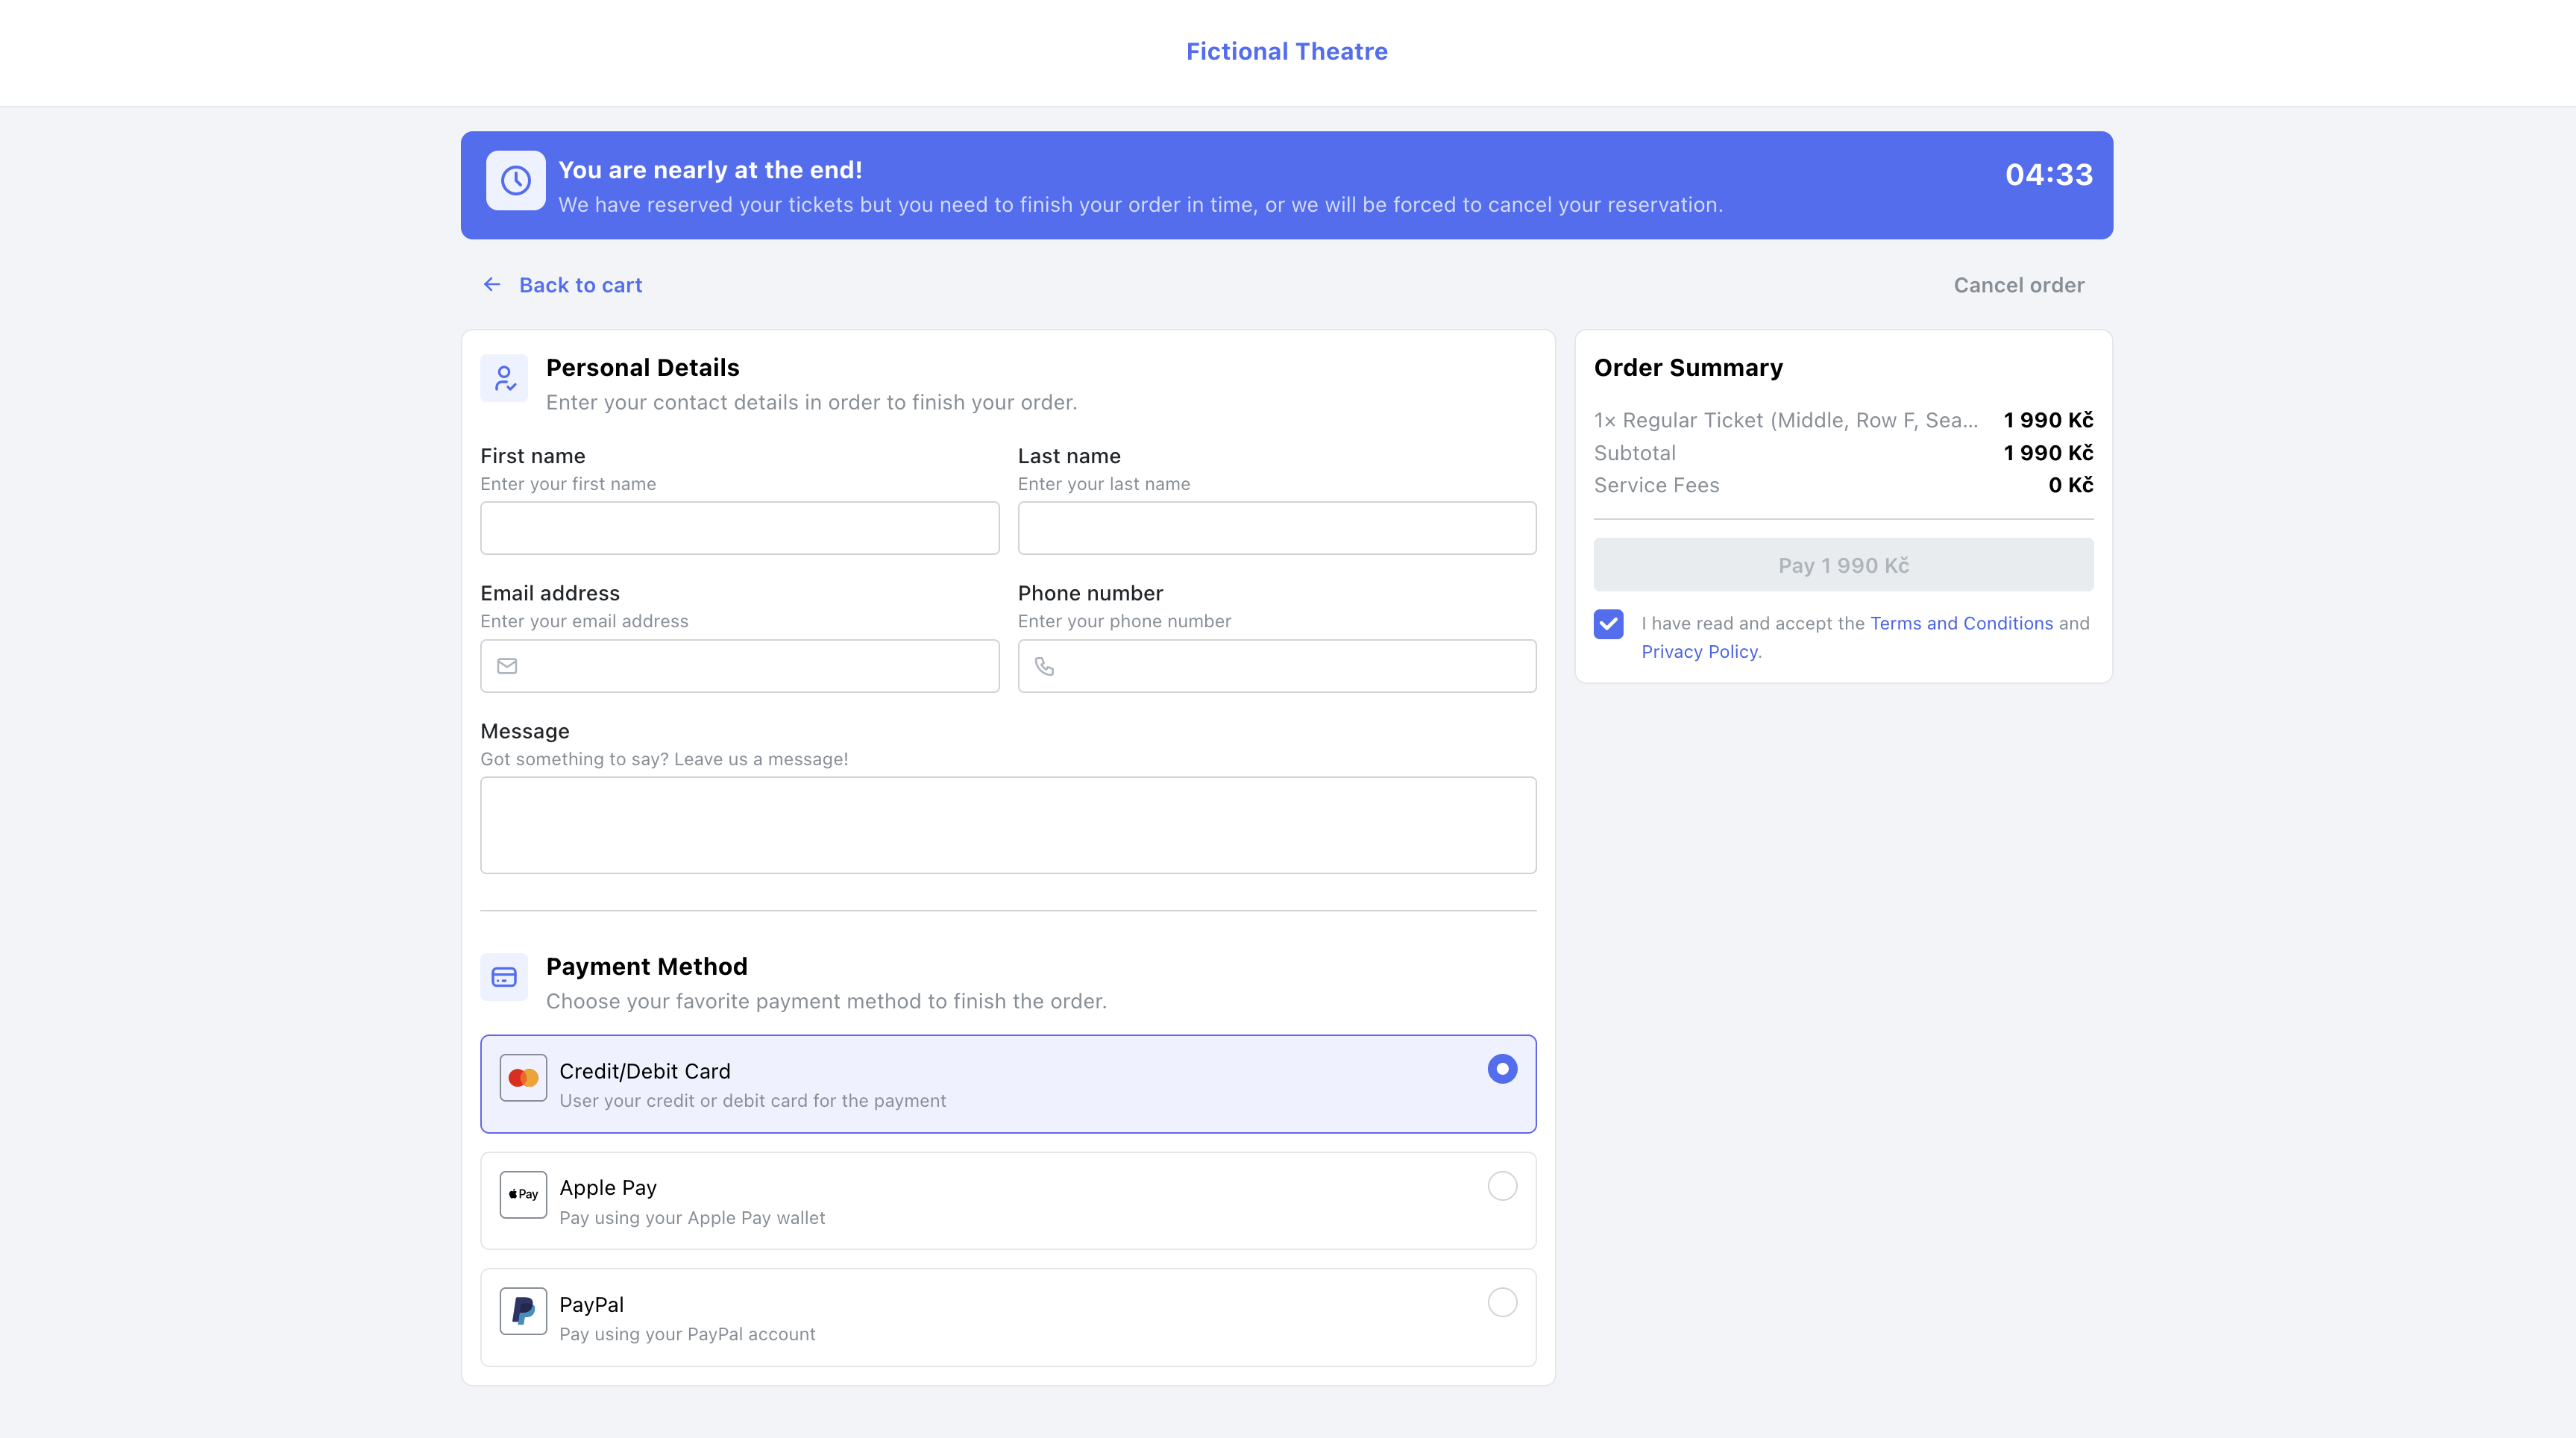 Fictional Theatre
You are nearly at the end!
04:33
We have reserved your tickets but you need to finish your order in time, or we will be forced to cancel your reservation.
Back to cart
Cancel order
Personal Details
Enter your contact details in order to finish your order.
First name
Enter your first name
Last name
Enter your last name
Email address
Enter your email address
Phone number
Enter your phone number
Message
Got something to say? Leave us a message!
Payment Method
Choose your favorite payment method to finish the order.
Credit/Debit Card
User your credit or debit card for the payment
Pay
Apple Pay
Pay using your Apple Pay wallet
PayPal
Pay using your PayPal account
Order Summary
1× Regular Ticket (Middle, Row F, Sea... 1 990 Kč
Subtotal 1 990 Kč
Service Fees 0 Kč
Pay 1 990 Kč
I have read and accept the Terms and Conditions and
Privacy Policy.